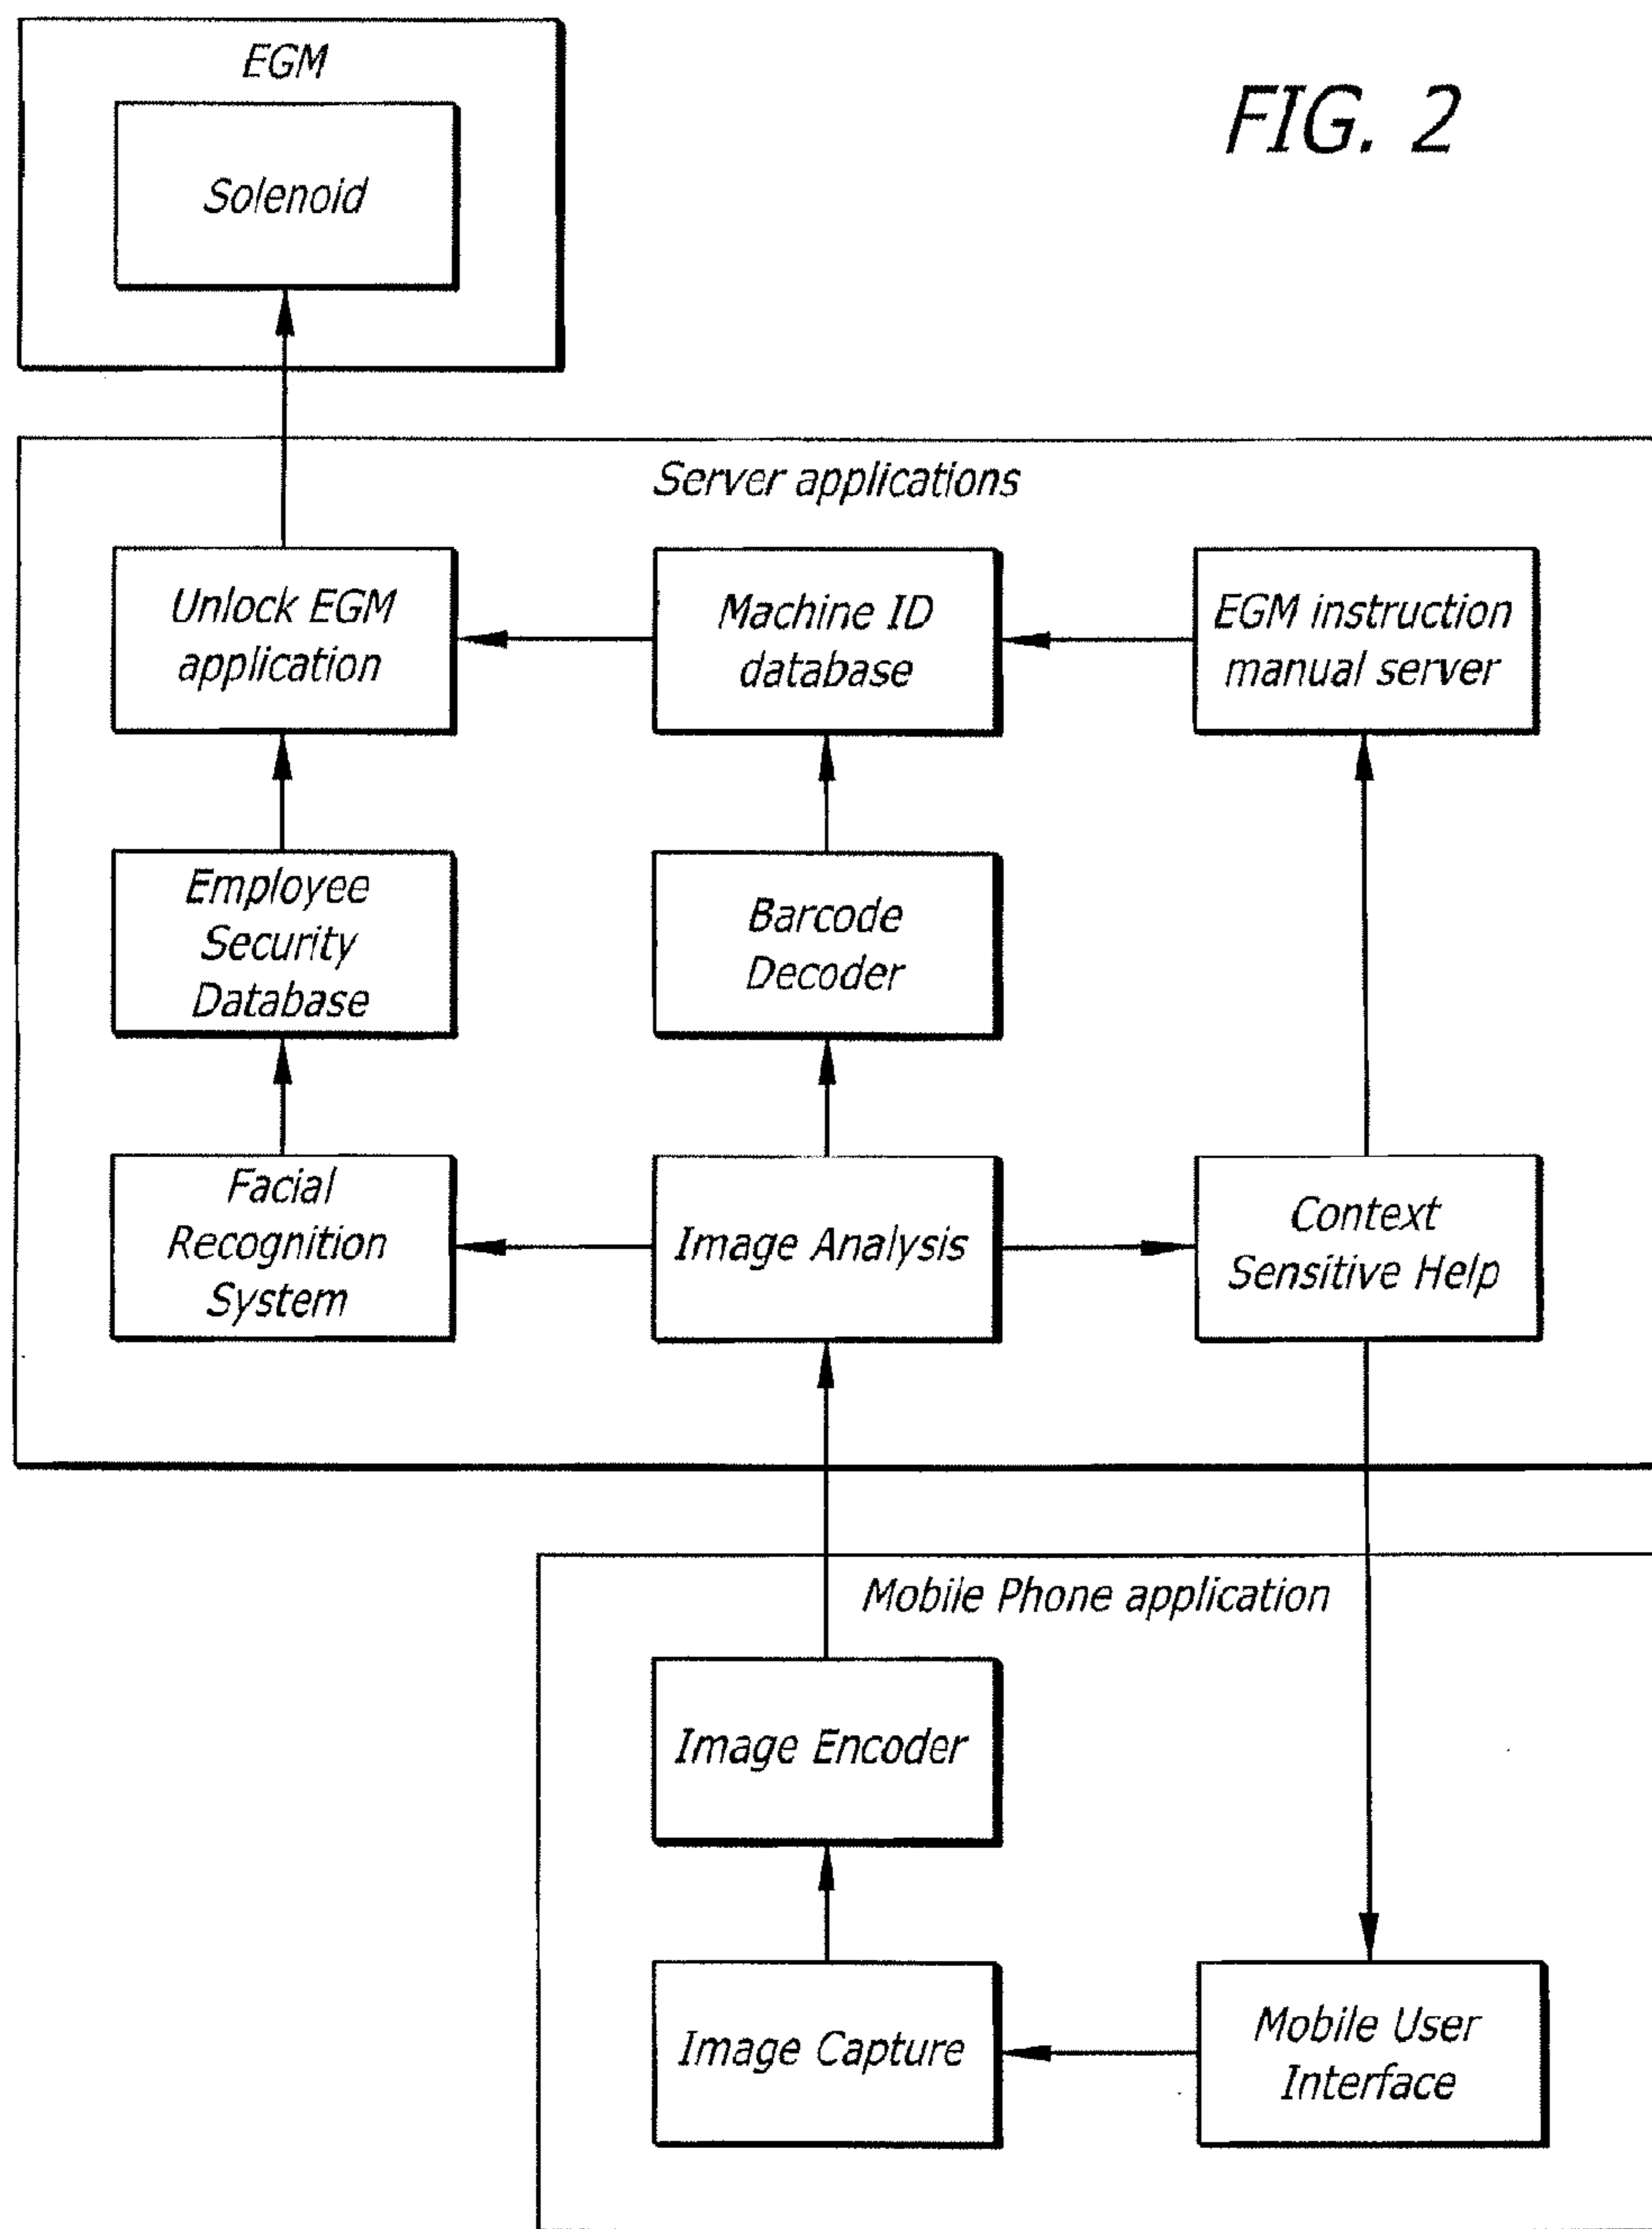 FIG. 2
EGM
Solenoid
Server applications
Unlock EGM
application
Machine ID
database
EGM instruction
manual server
Employee
Security
Database
Barcode
Decoder
Facial
Recognition
System
Image Analysis
Context
Sensitive Help
Mobile Phone application
Image Encoder
Image Capture
Mobile User
Interface